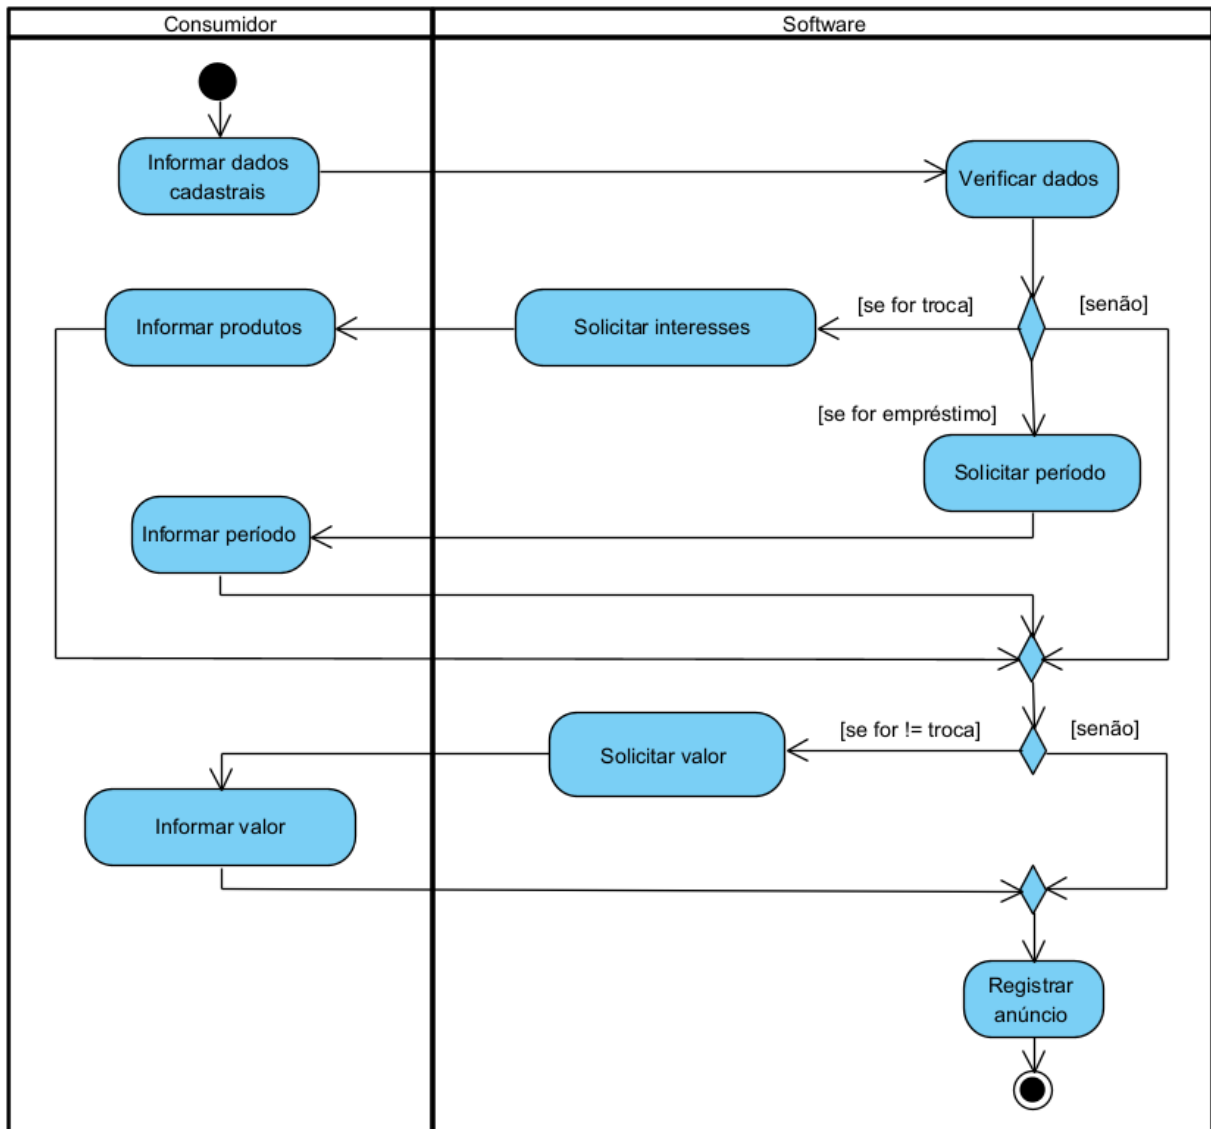 Consumidor
Software
Informar dados
cadastrais
Verificar dados
Informar produtos
Solicitar interesses
[se for troca]
[senão]
[se for empréstimo]
Solicitar período
Informar período
[se for != troca]
[senão]
Solicitar valor
Informar valor
Registrar
anúncio